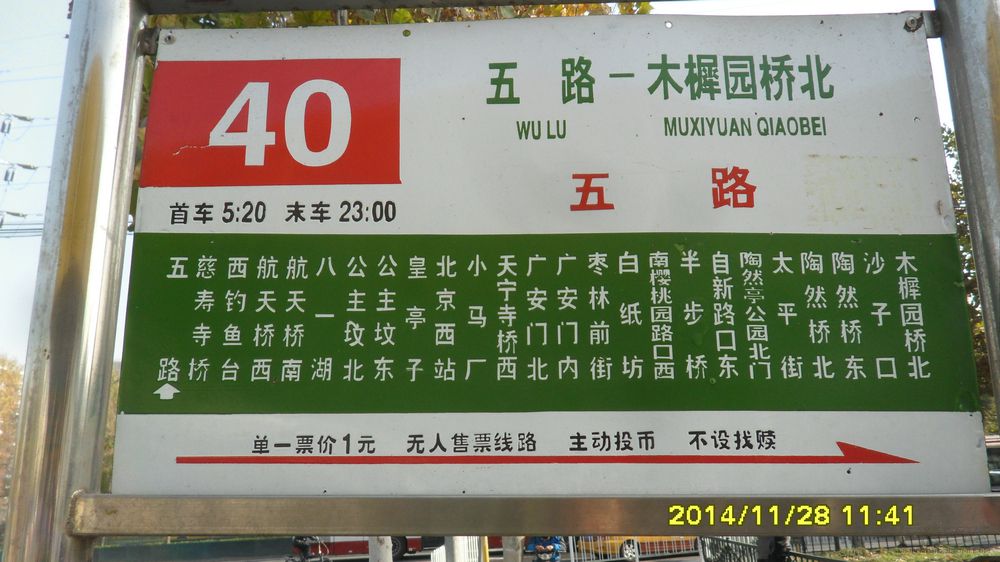 40
五 路－木樨园桥北
WU LU MUXIYUAN QIAOBEI
五 路
首车 5:20 末车 23:00
五路
慈寿寺桥
西钓鱼台
航天桥西
航天桥南
八一湖
公主坟北
公主坟东
皇亭子
北京西站
小马厂
天宁寺桥西
广安门北
广安门内
枣林前街
白纸坊
南樱桃园路口西
半步桥
自新路口东
陶然亭公园北门
太平街
陶然桥北
陶然桥东
沙子口
木樨园桥北
单一票价1元 无人售票线路 主动投币 不设找赎
2014/11/28 11:41